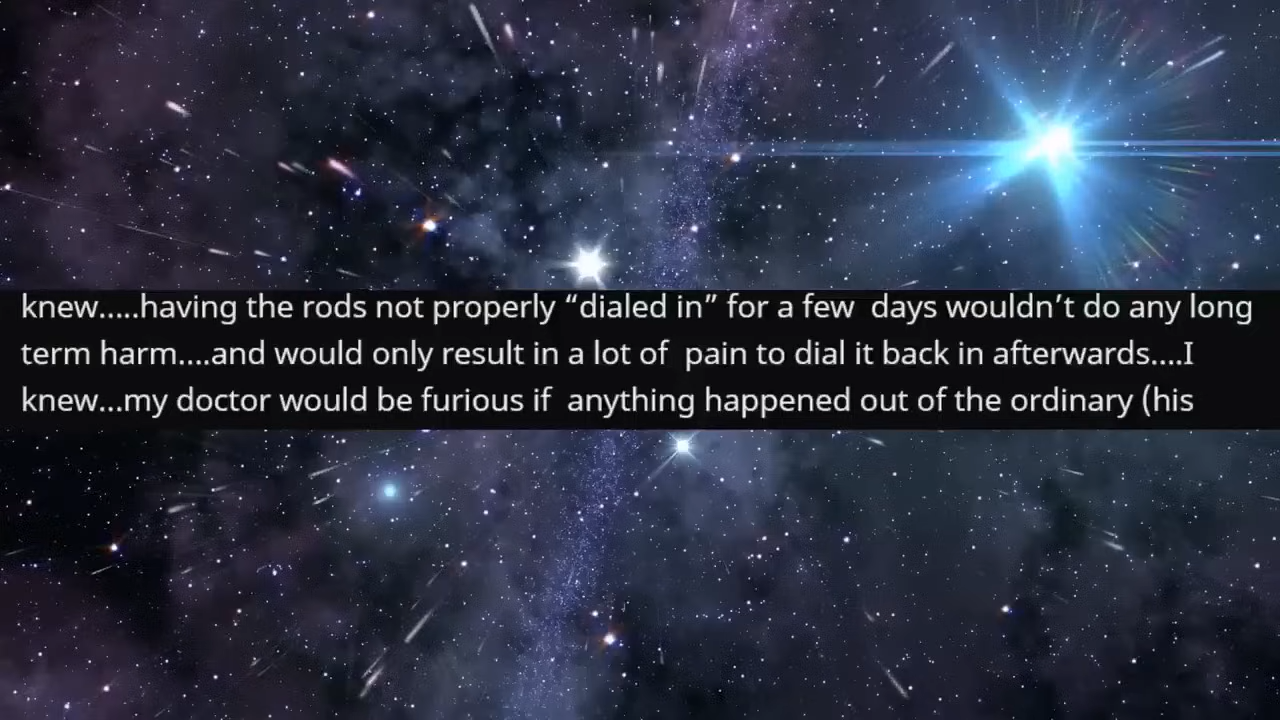 knew.....having the rods not properly “dialed in” for a few  days wouldn’t do any long
term harm....and would only result in a lot of  pain to dial it back in afterwards....I
knew...my doctor would be furious if  anything happened out of the ordinary (his